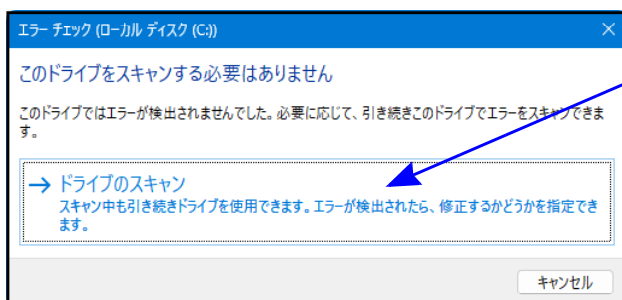 エラー チェック (ローカル ディスク (C:))
このドライブをスキャンする必要はありません
このドライブではエラーが検出されませんでした。必要に応じて、引き続きこのドライブでエラーをスキャンできま
す。
→ ドライブのスキャン
スキャン中も引き続きドライブを使用できます。エラーが検出されたら、修正するかどうかを指定でき
ます。
キャンセル